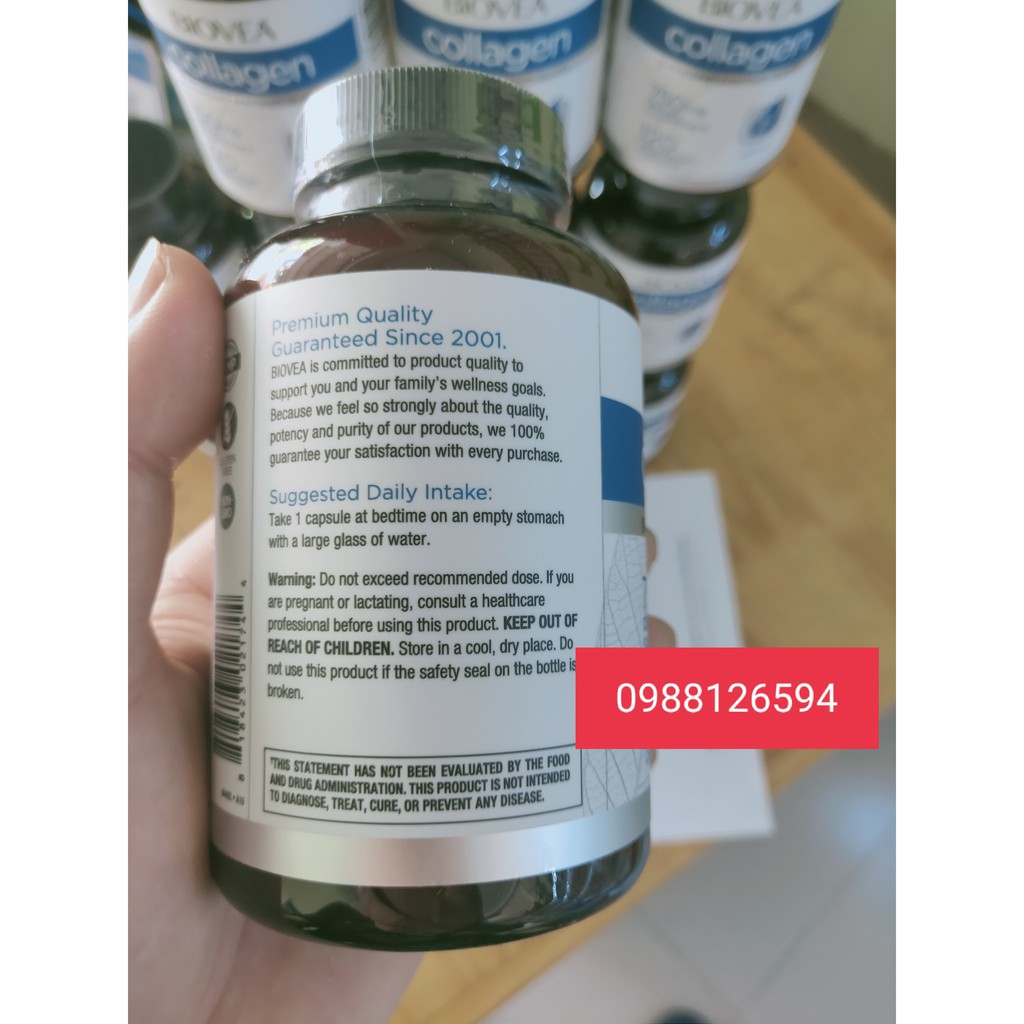 BIOVEA
collagen
collagen
BIOVEA
collagen
120
Premium Quality
Guaranteed Since 2001.
BIOVEA is committed to product quality to
support you and your family's wellness goals.
Because we feel so strongly about the quality,
potency and purity of our products, we 100%
guarantee your satisfaction with every purchase.
Suggested Daily Intake:
Take 1 capsule at bedtime on an empty stomach
with a large glass of water.
Warning: Do not exceed recommended dose. If you
are pregnant or lactating, consult a healthcare
professional before using this product. KEEP OUT OF
REACH OF CHILDREN. Store in a cool, dry place. Do
not use this product if the safety seal on the bottle is
broken.
†THIS STATEMENT HAS NOT BEEN EVALUATED BY THE FOOD
AND DRUG ADMINISTRATION. THIS PRODUCT IS NOT INTENDED
TO DIAGNOSE, TREAT, CURE, OR PREVENT ANY DISEASE.
0988126594
8 18423 02174 4